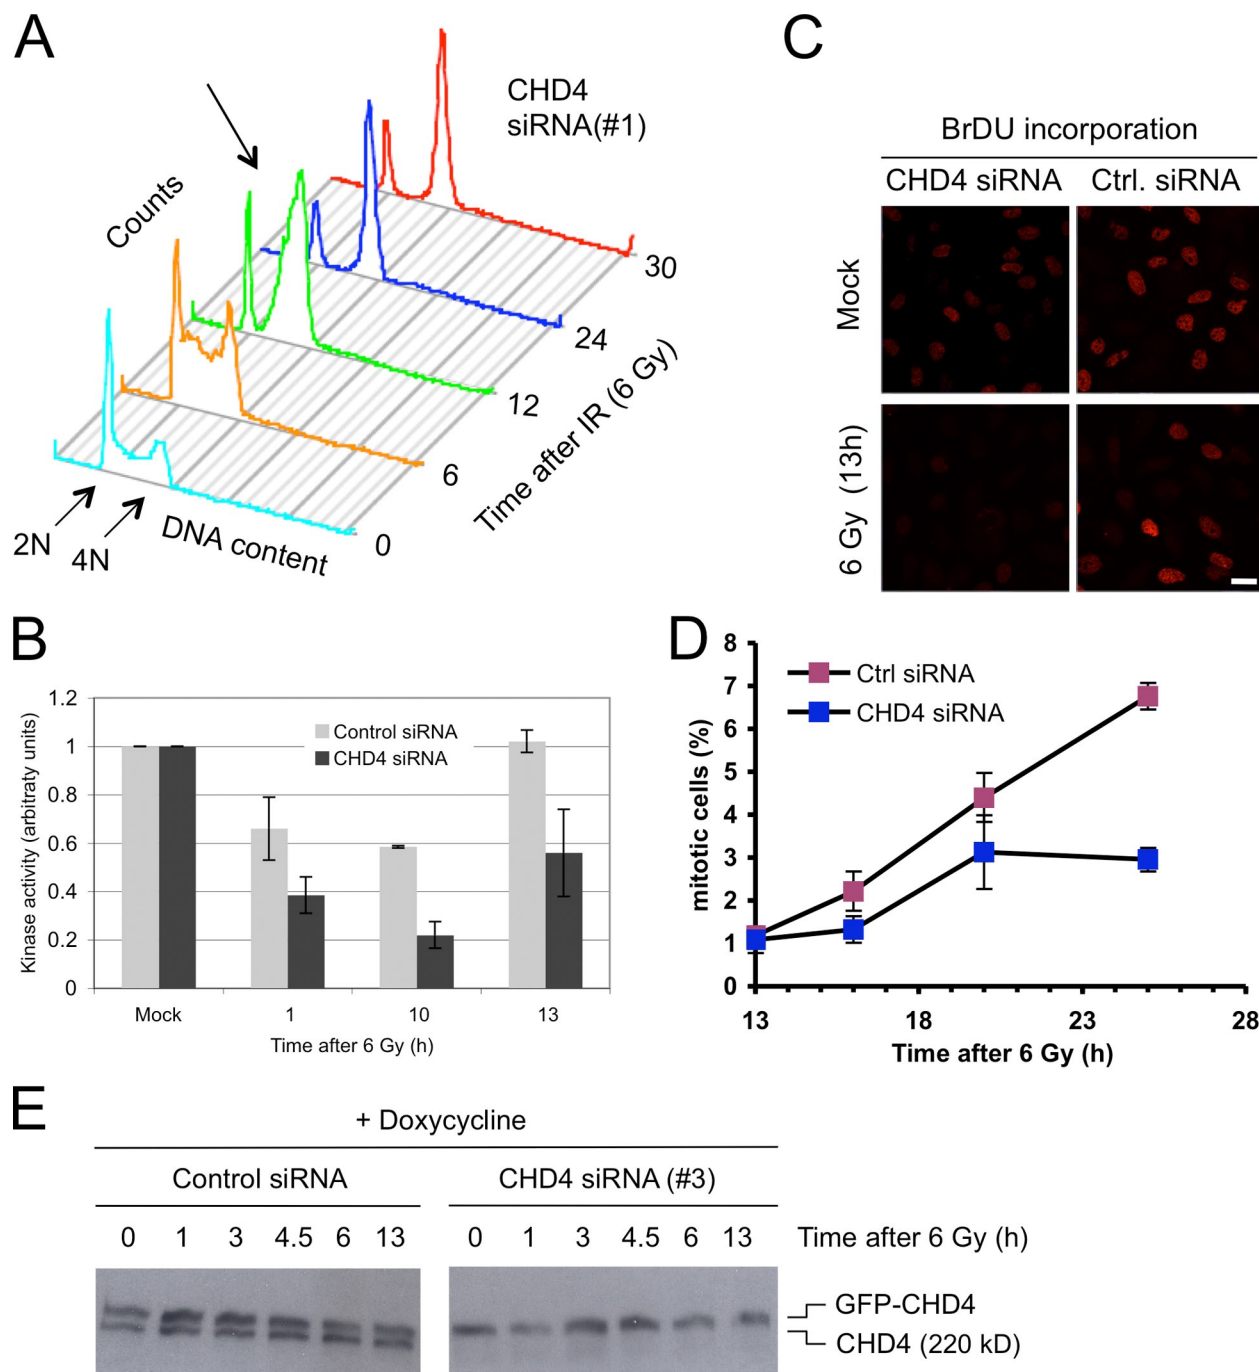 A
CHD4
siRNA(#1)
Counts
30
24
12
6
0
Time after IR (6 Gy)
2N
4N
DNA content
C
BrDU incorporation
CHD4 siRNA Ctrl. siRNA
Mock
6 Gy (13h)
B
1.2
1
0.8
0.6
0.4
0.2
0
Kinase activity (arbitraty units)
Control siRNA
CHD4 siRNA
Mock 1 10 13
Time after 6 Gy (h)
D
8
7
6
5
4
3
2
1
0
mitotic cells (%)
Ctrl siRNA
CHD4 siRNA
13 18 23 28
Time after 6 Gy (h)
E
+ Doxycycline
Control siRNA CHD4 siRNA (#3)
0 1 3 4.5 6 13 0 1 3 4.5 6 13 Time after 6 Gy (h)
GFP-CHD4
CHD4 (220 kD)